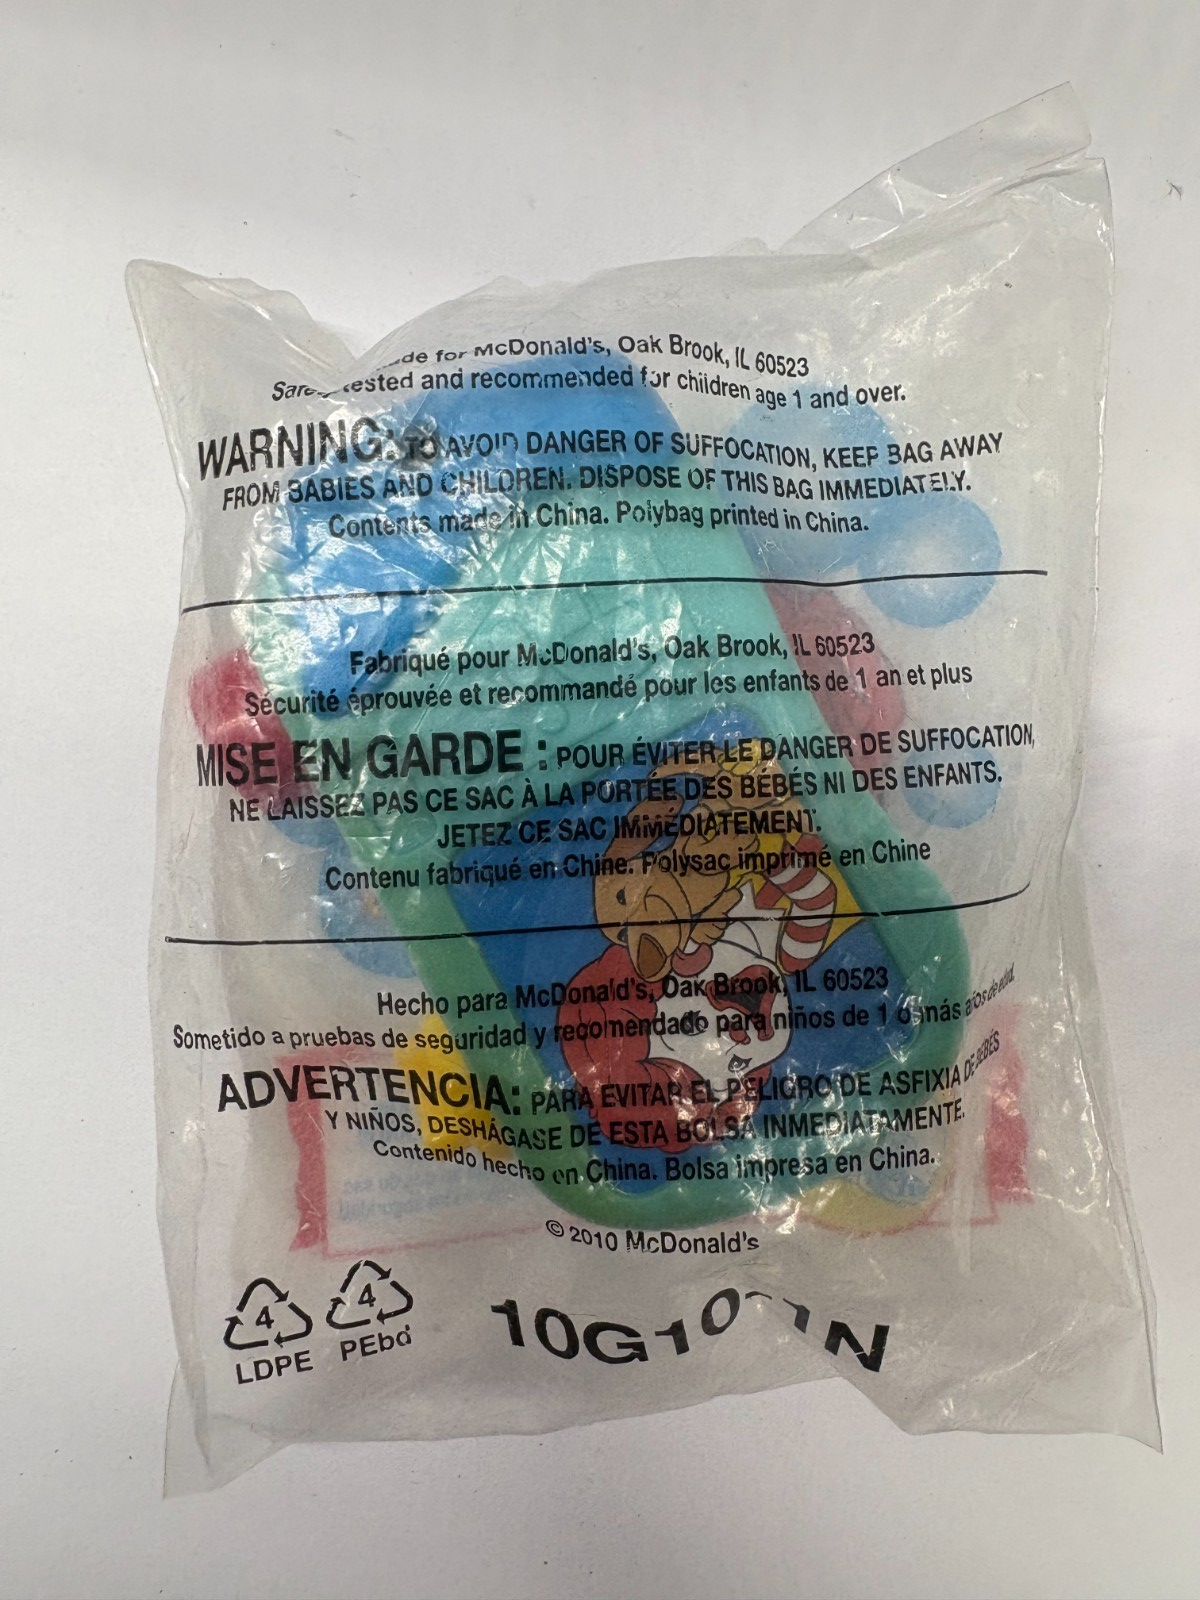 for McDonald's, Oak Brook, IL 60523
tested and recommended for children age 1 and over.
WARNING: TO AVOID DANGER OF SUFFOCATION, KEEP BAG AWAY
FROM BABIES AND CHILDREN. DISPOSE OF THIS BAG IMMEDIATELY.
Contents made in China. Polybag printed in China.
Fabriqué pour McDonald's, Oak Brook, IL 60523
Sécurité éprouvée et recommandé pour les enfants de 1 an et plus
MISE EN GARDE : POUR ÉVITER LE DANGER DE SUFFOCATION,
NE LAISSEZ PAS CE SAC À LA PORTÉE DES BÉBÉS NI DES ENFANTS.
JETEZ CE SAC IMMÉDIATEMENT.
Contenu fabriqué en Chine. Polysac imprimé en Chine
Hecho para McDonald's, Oak Brook, IL 60523
Sometido a pruebas de seguridad y recomendado para niños de 1 o más años de edad.
ADVERTENCIA: PARA EVITAR EL PELIGRO DE ASFIXIA DE BEBÉS
Y NIÑOS, DESHÁGASE DE ESTA BOLSA INMEDIATAMENTE.
Contenido hecho en China. Bolsa impresa en China.
© 2010 McDonald's
4 4
LDPE PEbd